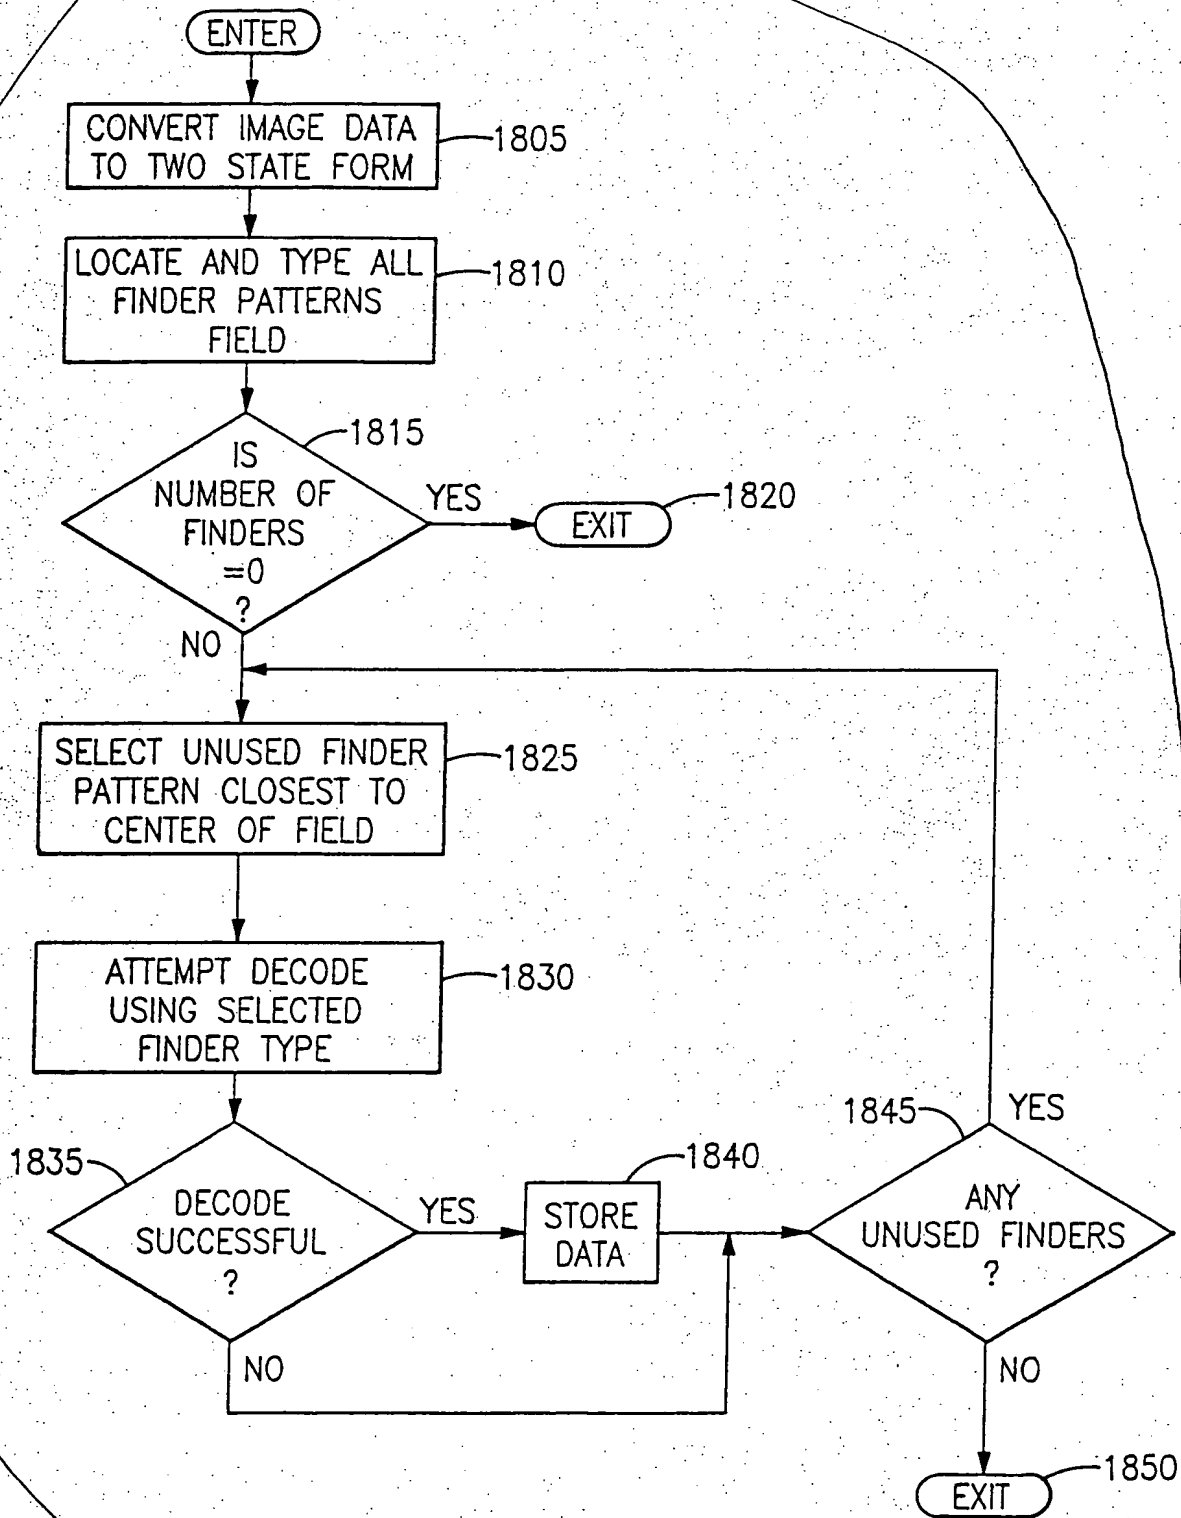 ENTER
CONVERT IMAGE DATA
TO TWO STATE FORM
1805
LOCATE AND TYPE ALL
FINDER PATTERNS
FIELD
1810
IS
NUMBER OF
FINDERS
=0
?
1815
YES
EXIT
1820
NO
SELECT UNUSED FINDER
PATTERN CLOSEST TO
CENTER OF FIELD
1825
ATTEMPT DECODE
USING SELECTED
FINDER TYPE
1830
1835
DECODE
SUCCESSFUL
?
YES
STORE
DATA
1840
1845
YES
ANY
UNUSED FINDERS
?
NO
NO
EXIT
1850